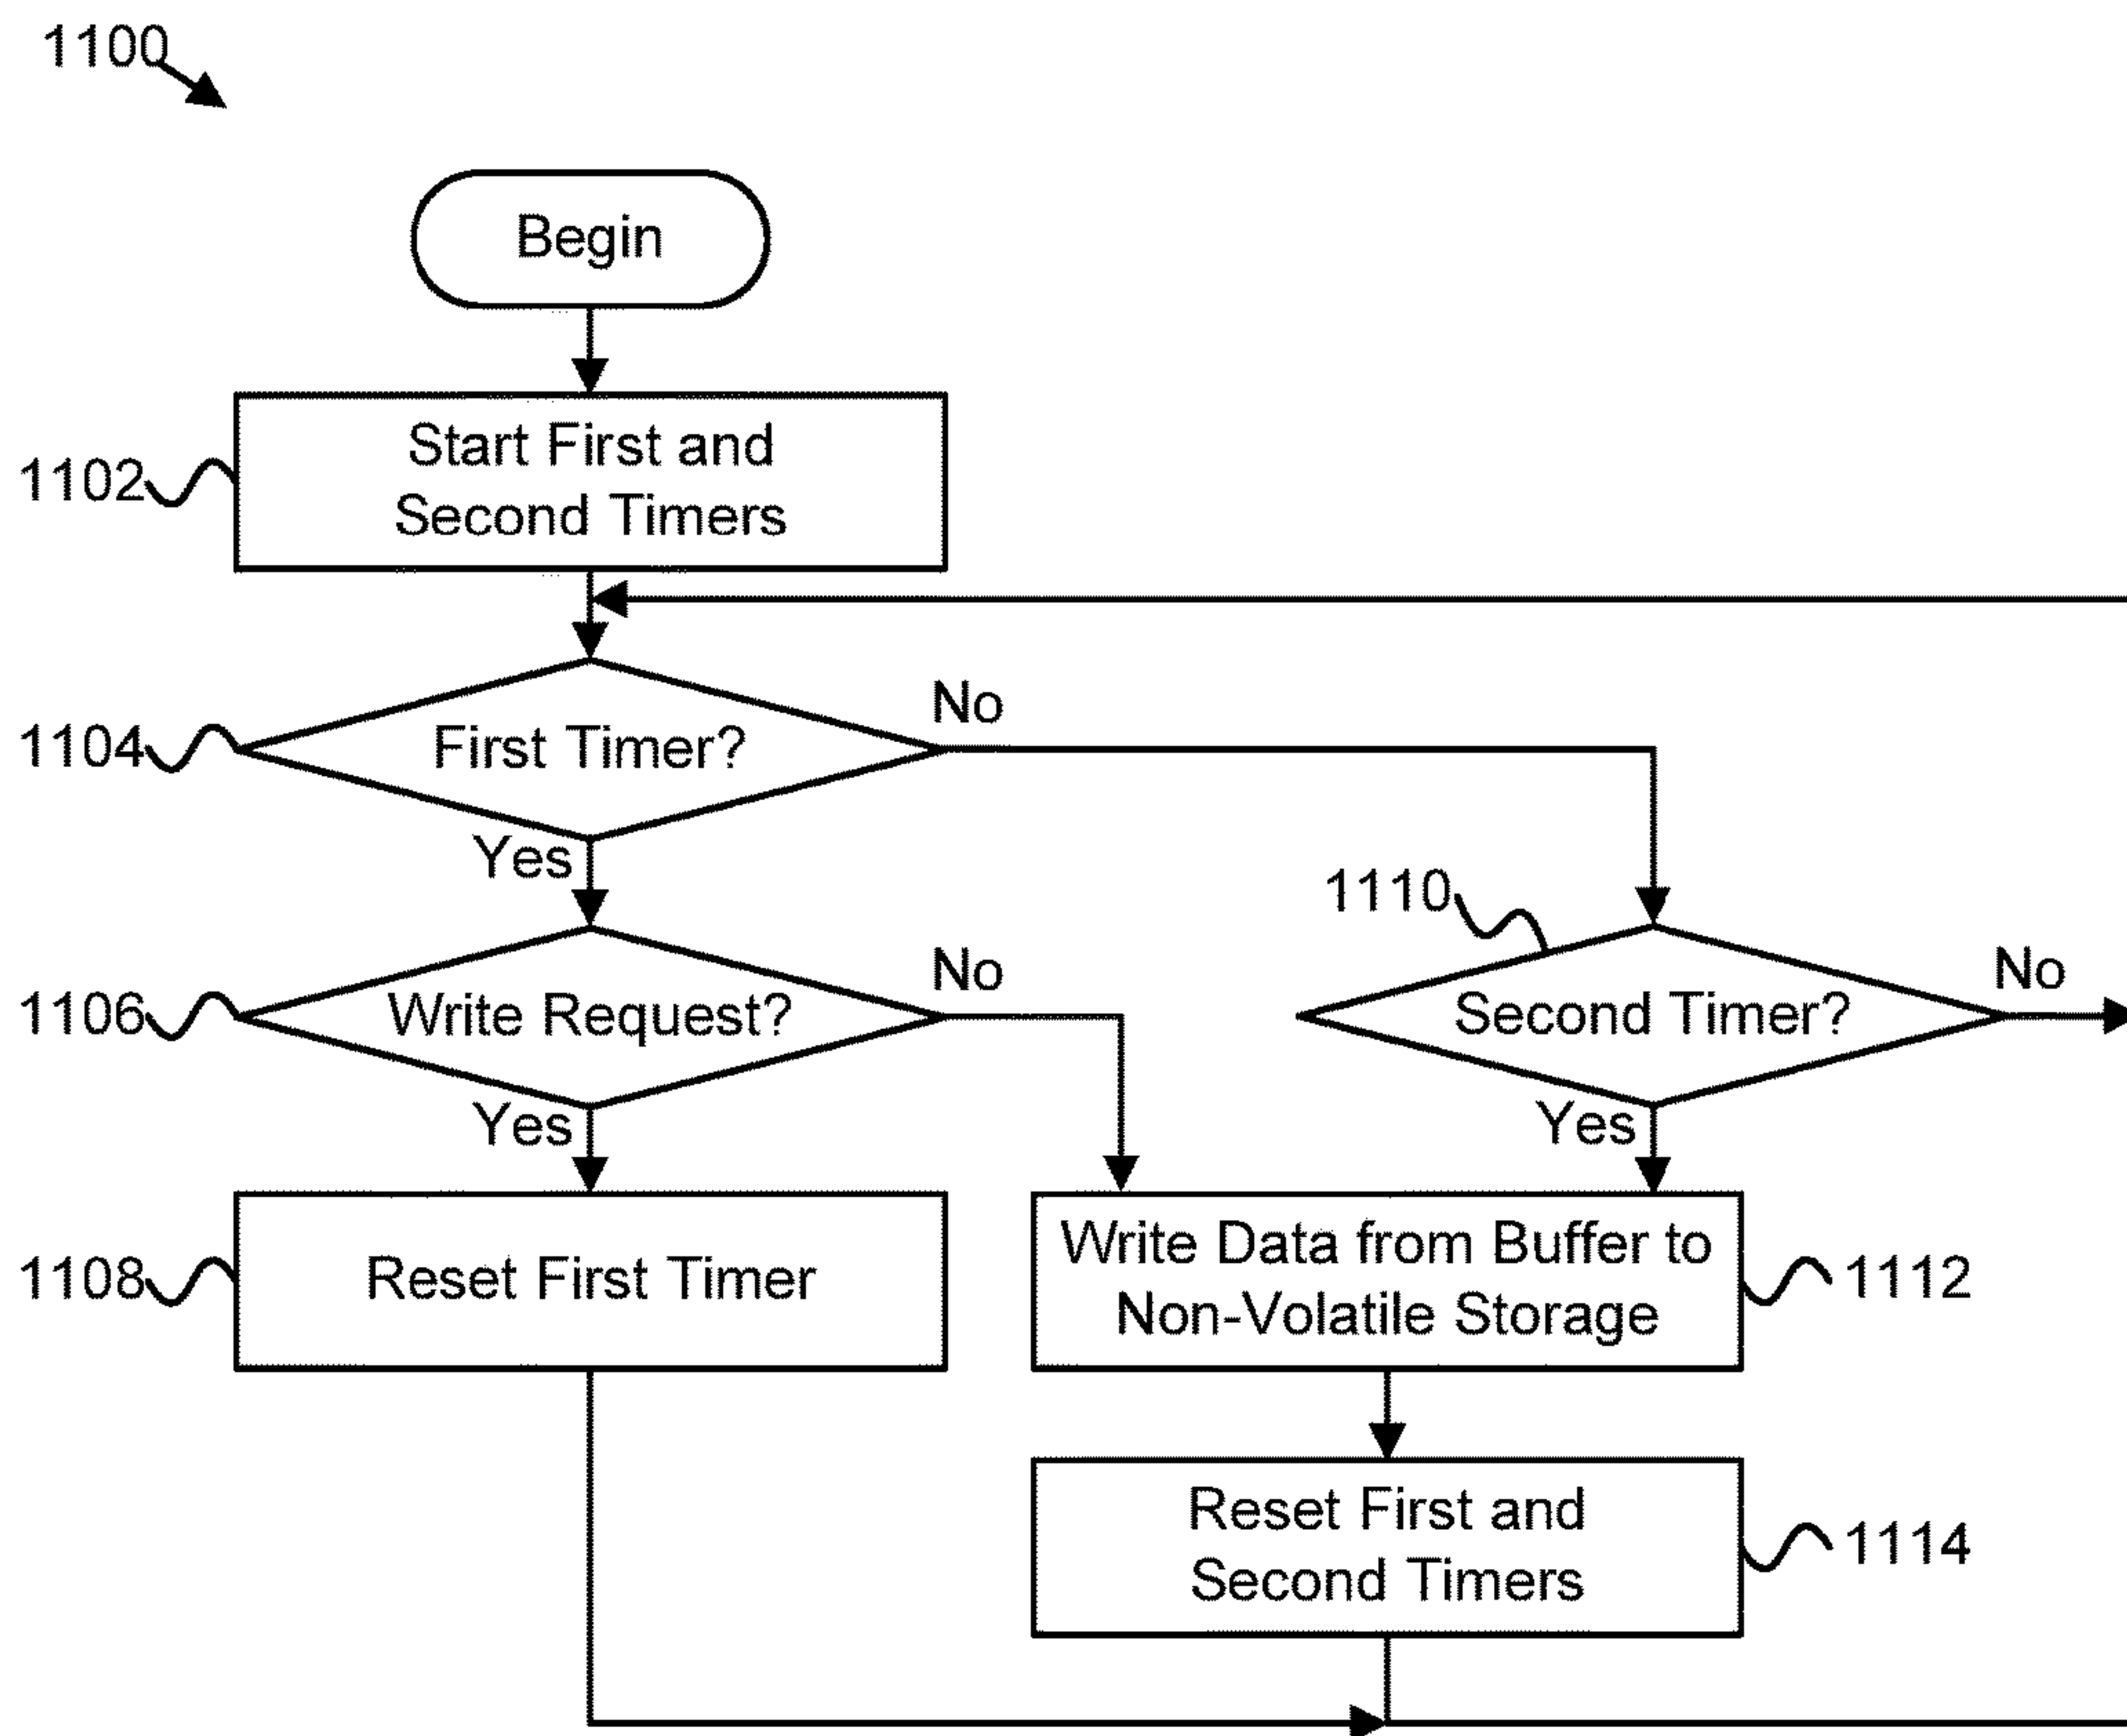 1100
Begin
1102
Start First and
Second Timers
1104
First Timer?
No
Yes
1106
Write Request?
No
1110
Second Timer?
No
Yes
Yes
1108
Reset First Timer
Write Data from Buffer to
Non-Volatile Storage
1112
Reset First and
Second Timers
1114